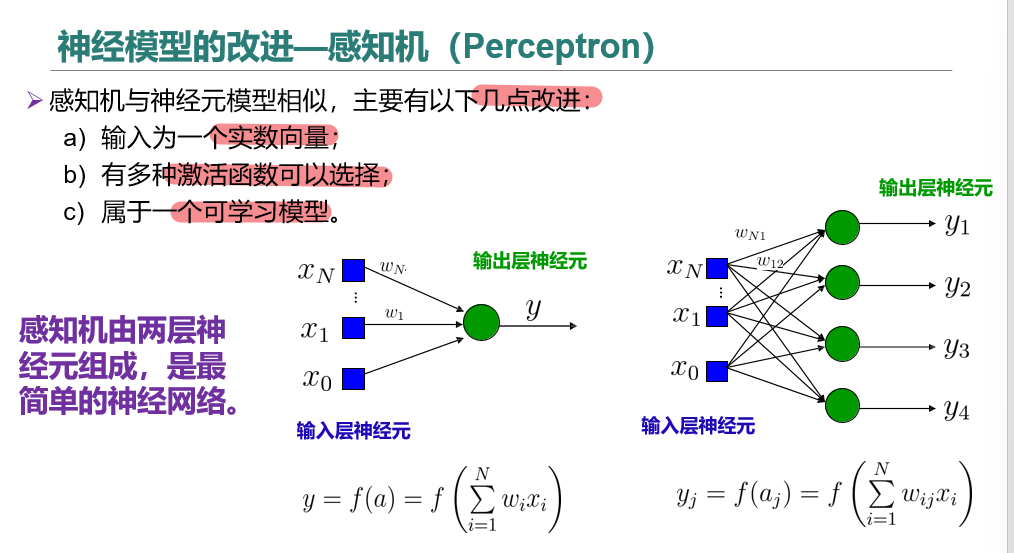 神经模型的改进—感知机（Perceptron）
➢ 感知机与神经元模型相似，主要有以下几点改进：
a) 输入为一个实数向量；
b) 有多种激活函数可以选择；
c) 属于一个可学习模型。
感知机由两层神
经元组成，是最
简单的神经网络。
输出层神经元
x_N
w_N
⋮
x_1
w_1
y
x_0
输入层神经元
y = f(a) = f(∑_{i=1}^{N} w_i x_i)
输出层神经元
w_{N1}
y_1
x_N
w_{12}
⋮
y_2
x_1
y_3
x_0
y_4
输入层神经元
y_j = f(a_j) = f(∑_{i=1}^{N} w_{ij} x_i)